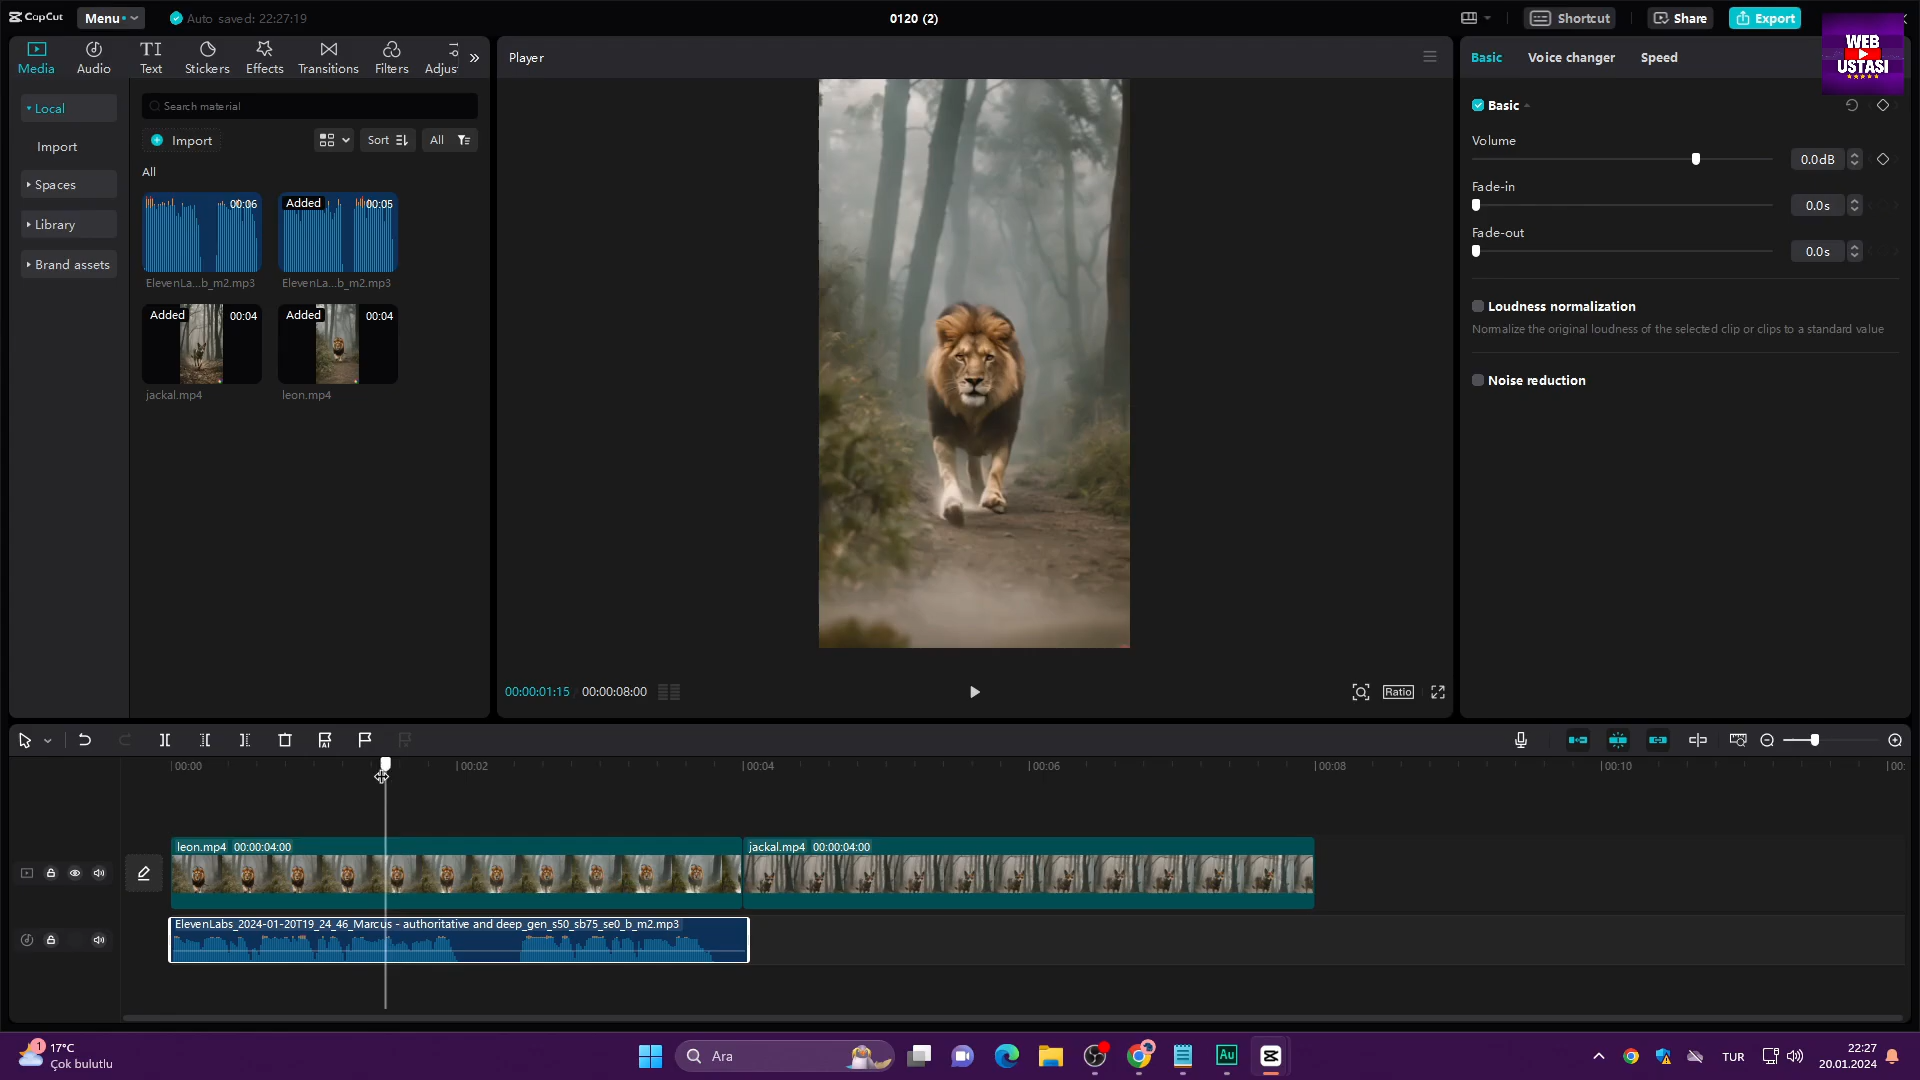 CapCut
Menu
Auto saved: 22:27:19
0120 (2)
Shortcut
Share
Export
WEB
USTASI
Media
Audio
TI
Text
Stickers
Effects
Transitions
Filters
Adjus
Player
Basic
Voice changer
Speed
Local
Import
Spaces
Library
Brand assets
Search material
Import
Sort
All
All
00:06
Added
00:05
ElevenLa...b_m2.mp3
ElevenLa...b_m2.mp3
Added
00:04
Added
00:04
jackal.mp4
leon.mp4
Basic
Volume
0.0dB
Fade-in
0.0s
Fade-out
0.0s
Loudness normalization
Normalize the original loudness of the selected clip or clips to a standard value
Noise reduction
00:00:01:15
00:00:08:00
Ratio
00:00
00:02
00:04
00:06
00:08
00:10
00:
leon.mp4 00:00:04:00
jackal.mp4 00:00:04:00
ElevenLabs_2024-01-20T19_24_46_Marcus - authoritative and deep_gen_s50_sb75_se0_b_m2.mp3
1
17°C
Çok bulutlu
Ara
Au
TUR
22:27
20.01.2024